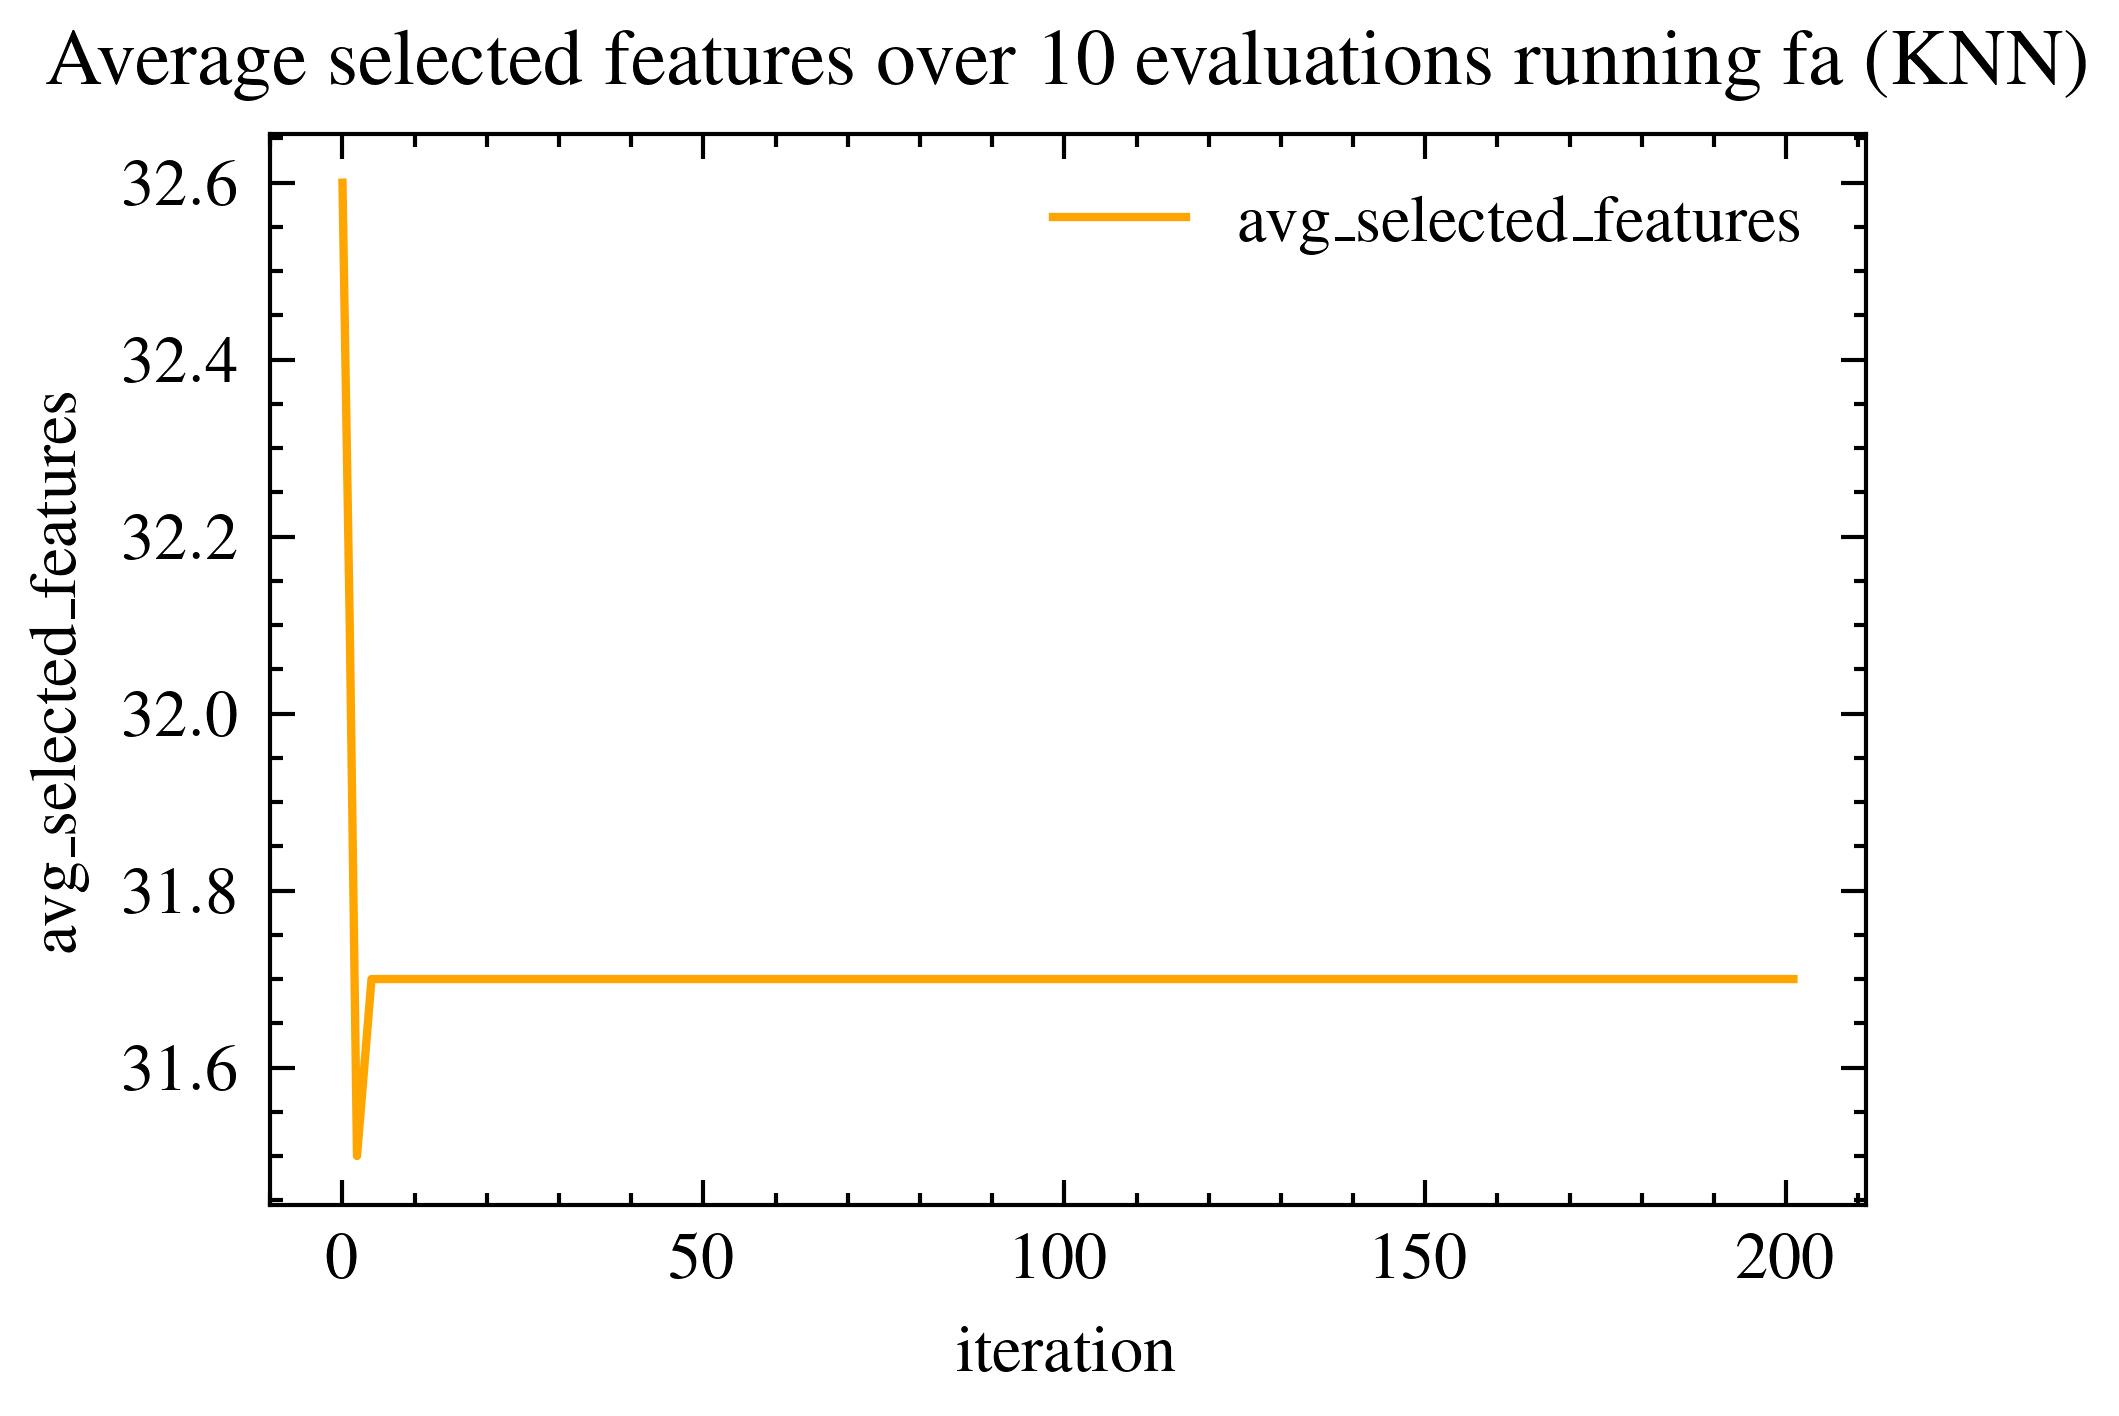 Average selected features over 10 evaluations running fa (KNN)
avg_selected_features
32.6
32.4
32.2
32.0
31.8
31.6
avg_selected_features
0 50 100 150 200
iteration